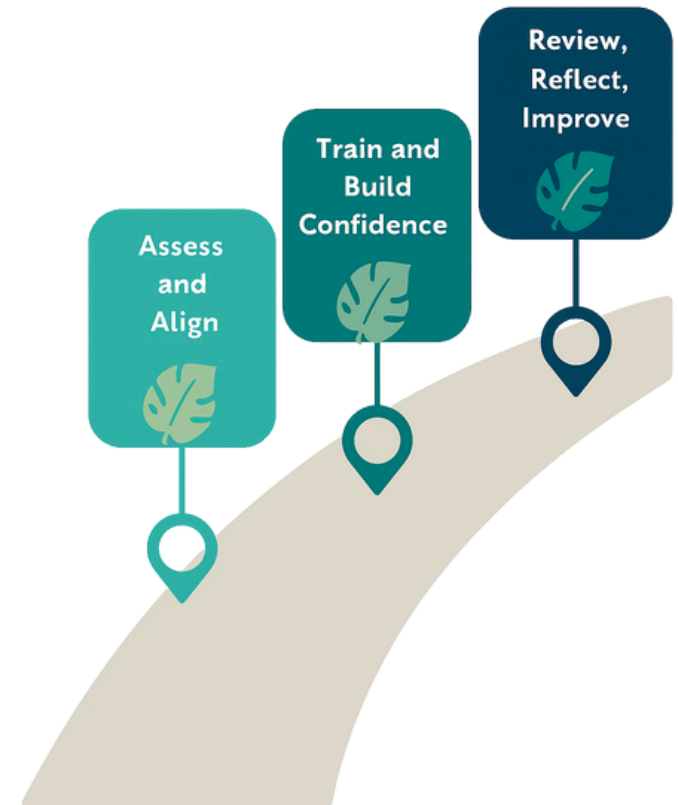 Assess
and
Align
Train and
Build
Confidence
Review,
Reflect,
Improve